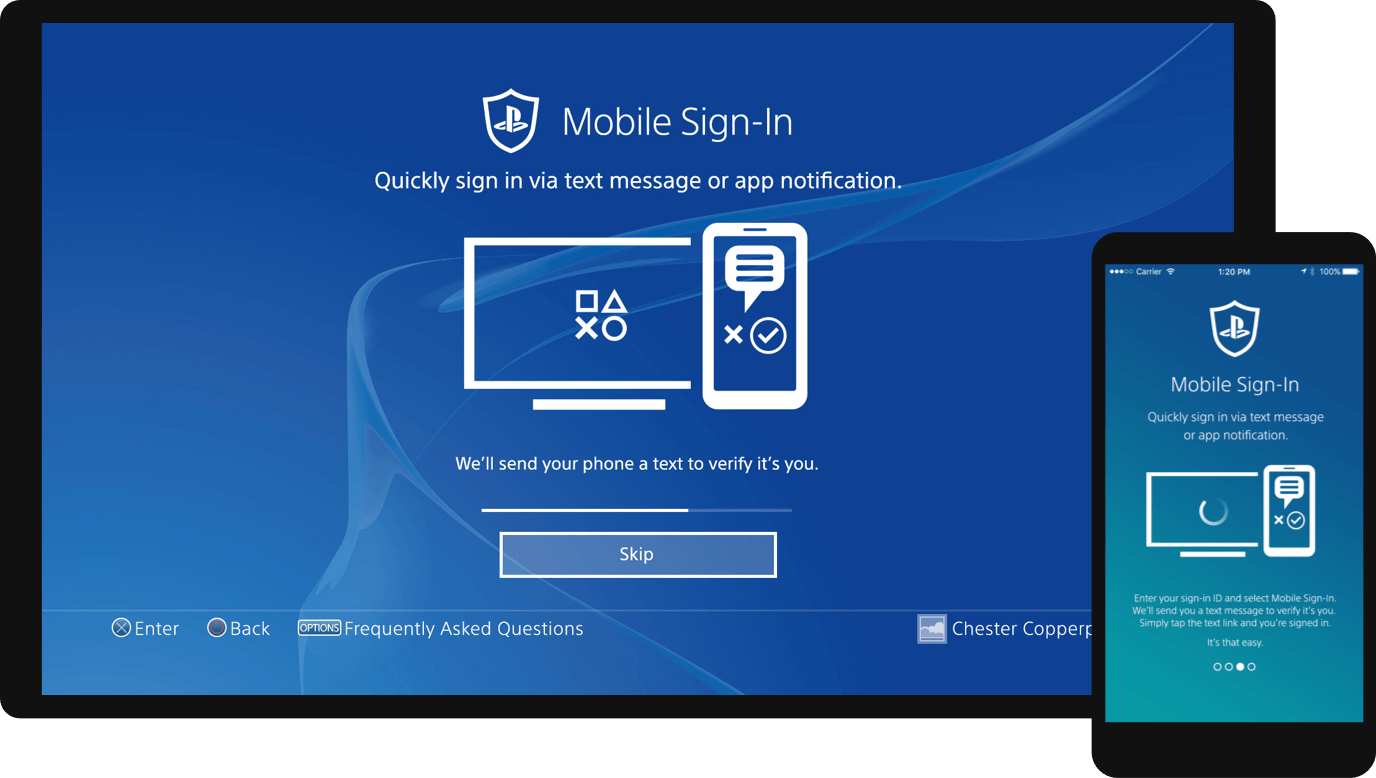 Mobile Sign-In
Quickly sign in via text message or app notification.
We'll send your phone a text to verify it's you.
Skip
Enter
Back
OPTIONS Frequently Asked Questions
Chester Copperp
Carrier
1:20 PM
100%
Mobile Sign-In
Quickly sign in via text message
or app notification.
Enter your sign-in ID and select Mobile Sign-In.
We'll send you a text message to verify it's you.
Simply tap the text link and you're signed in.
It's that easy.